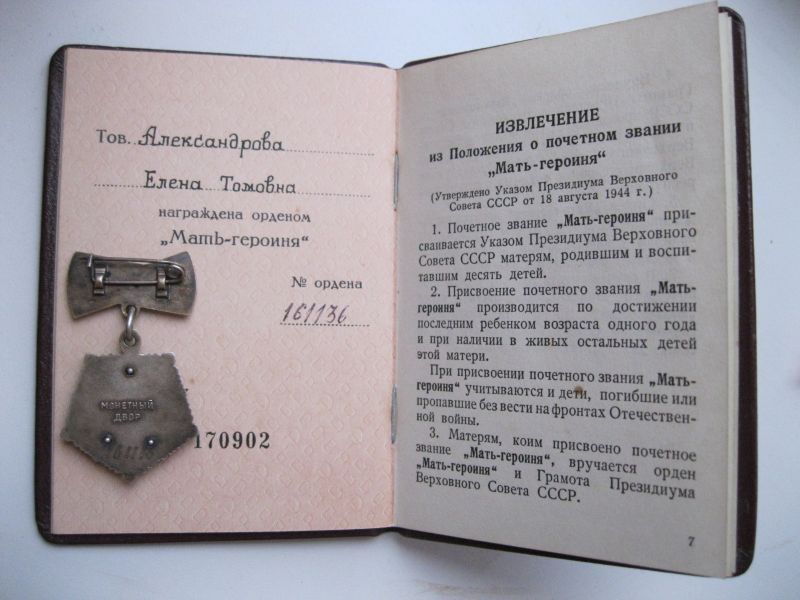 Тов. Александрова
Елена Томовна
награждена орденом
„Мать-героиня“
№ ордена
161136
МОНЕТНЫЙ
ДВОР
170902
ИЗВЛЕЧЕНИЕ
из Положения о почетном звании
„Мать-героиня“
(Утверждено Указом Президиума Верховного
Совета СССР от 18 августа 1944 г.)
1. Почетное звание „Мать-героиня“ при-
сваивается Указом Президиума Верховного
Совета СССР матерям, родившим и воспи-
тавшим десять детей.
2. Присвоение почетного звания „Мать-
героиня“ производится по достижении
последним ребенком возраста одного года
и при наличии в живых остальных детей
этой матери.
При присвоении почетного звания „Мать-
героиня“ учитываются и дети, погибшие или
пропавшие без вести на фронтах Отечествен-
ной войны.
3. Матерям, коим присвоено почетное
звание „Мать-героиня“, вручается орден
„Мать-героиня“ и Грамота Президиума
Верховного Совета СССР.
7